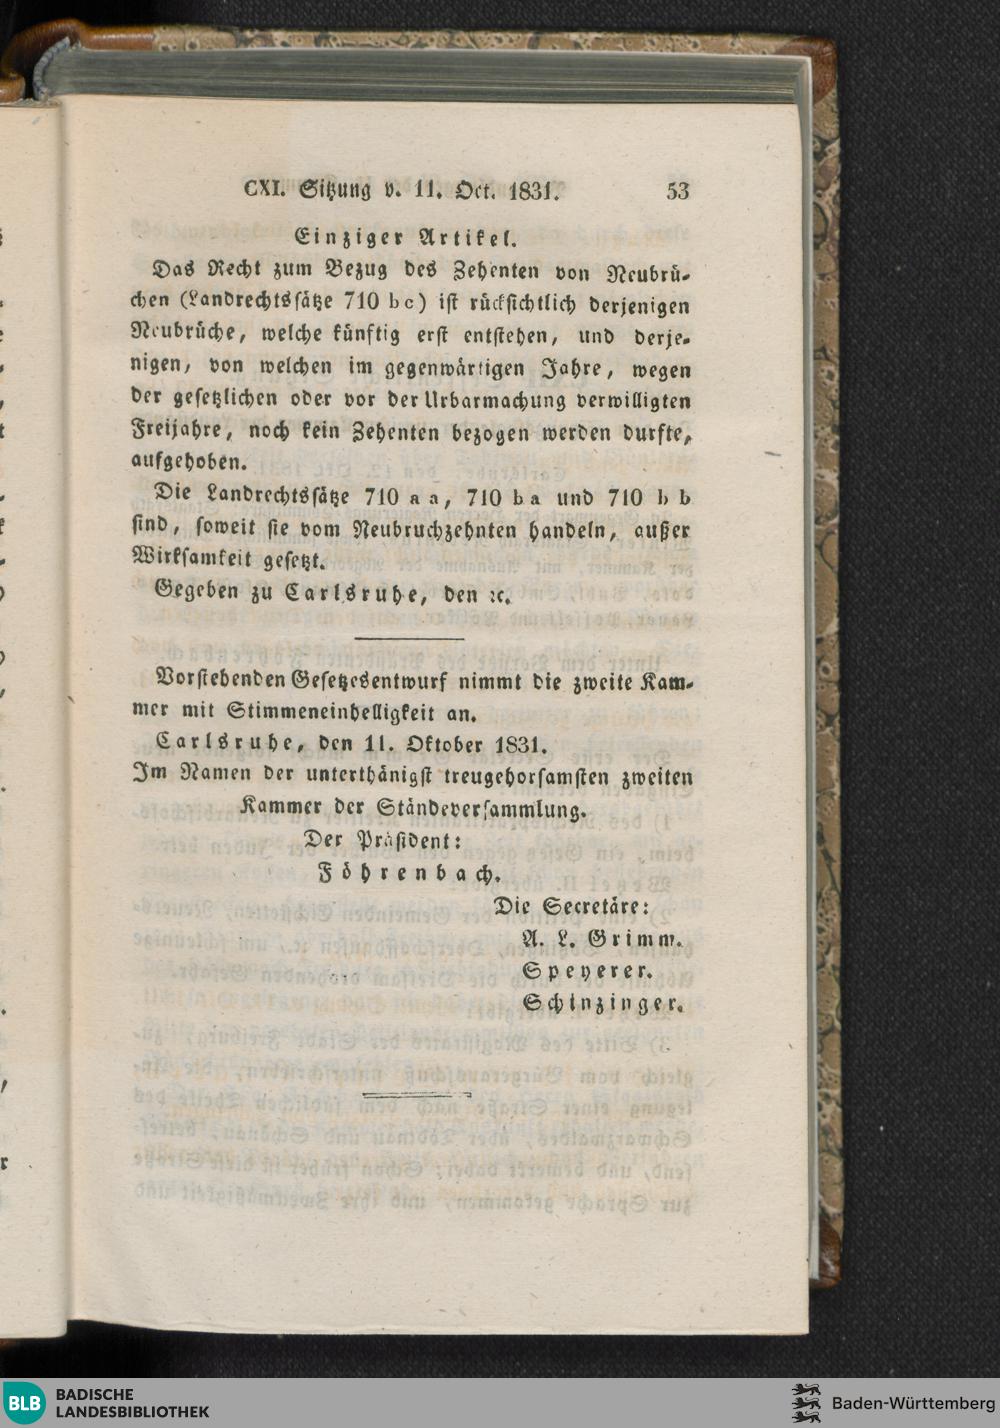 CXI. Sitzung v. 11. Oct. 1831. 53
Einziger Artikel.
Das Recht zum Bezug des Zehenten von Neubrü-
chen (Landrechtssätze 710 b c) ist rücksichtlich derjenigen
Neubrüche, welche künftig erst entstehen, und derje-
nigen, von welchen im gegenwärtigen Jahre, wegen
der gesetzlichen oder vor der Urbarmachung verwilligten
Freijahre, noch kein Zehenten bezogen werden durfte,
aufgehoben.
Die Landrechtssätze 710 a a, 710 b a und 710 b b
sind, soweit sie vom Neubruchzehnten handeln, außer
Wirksamkeit gesetzt.
Gegeben zu Carlsruhe, den ꝛc.
Vorstehenden Gesetzesentwurf nimmt die zweite Kam-
mer mit Stimmeneinhelligkeit an.
Carlsruhe, den 11. Oktober 1831.
Im Namen der unterthänigst treugehorsamsten zweiten
Kammer der Ständeversammlung.
Der Präsident:
Föhrenbach.
Die Secretäre:
A. L. Grimm.
Speyerer.
Schinzinger.
BLB BADISCHE
LANDESBIBLIOTHEK
Baden-Württemberg